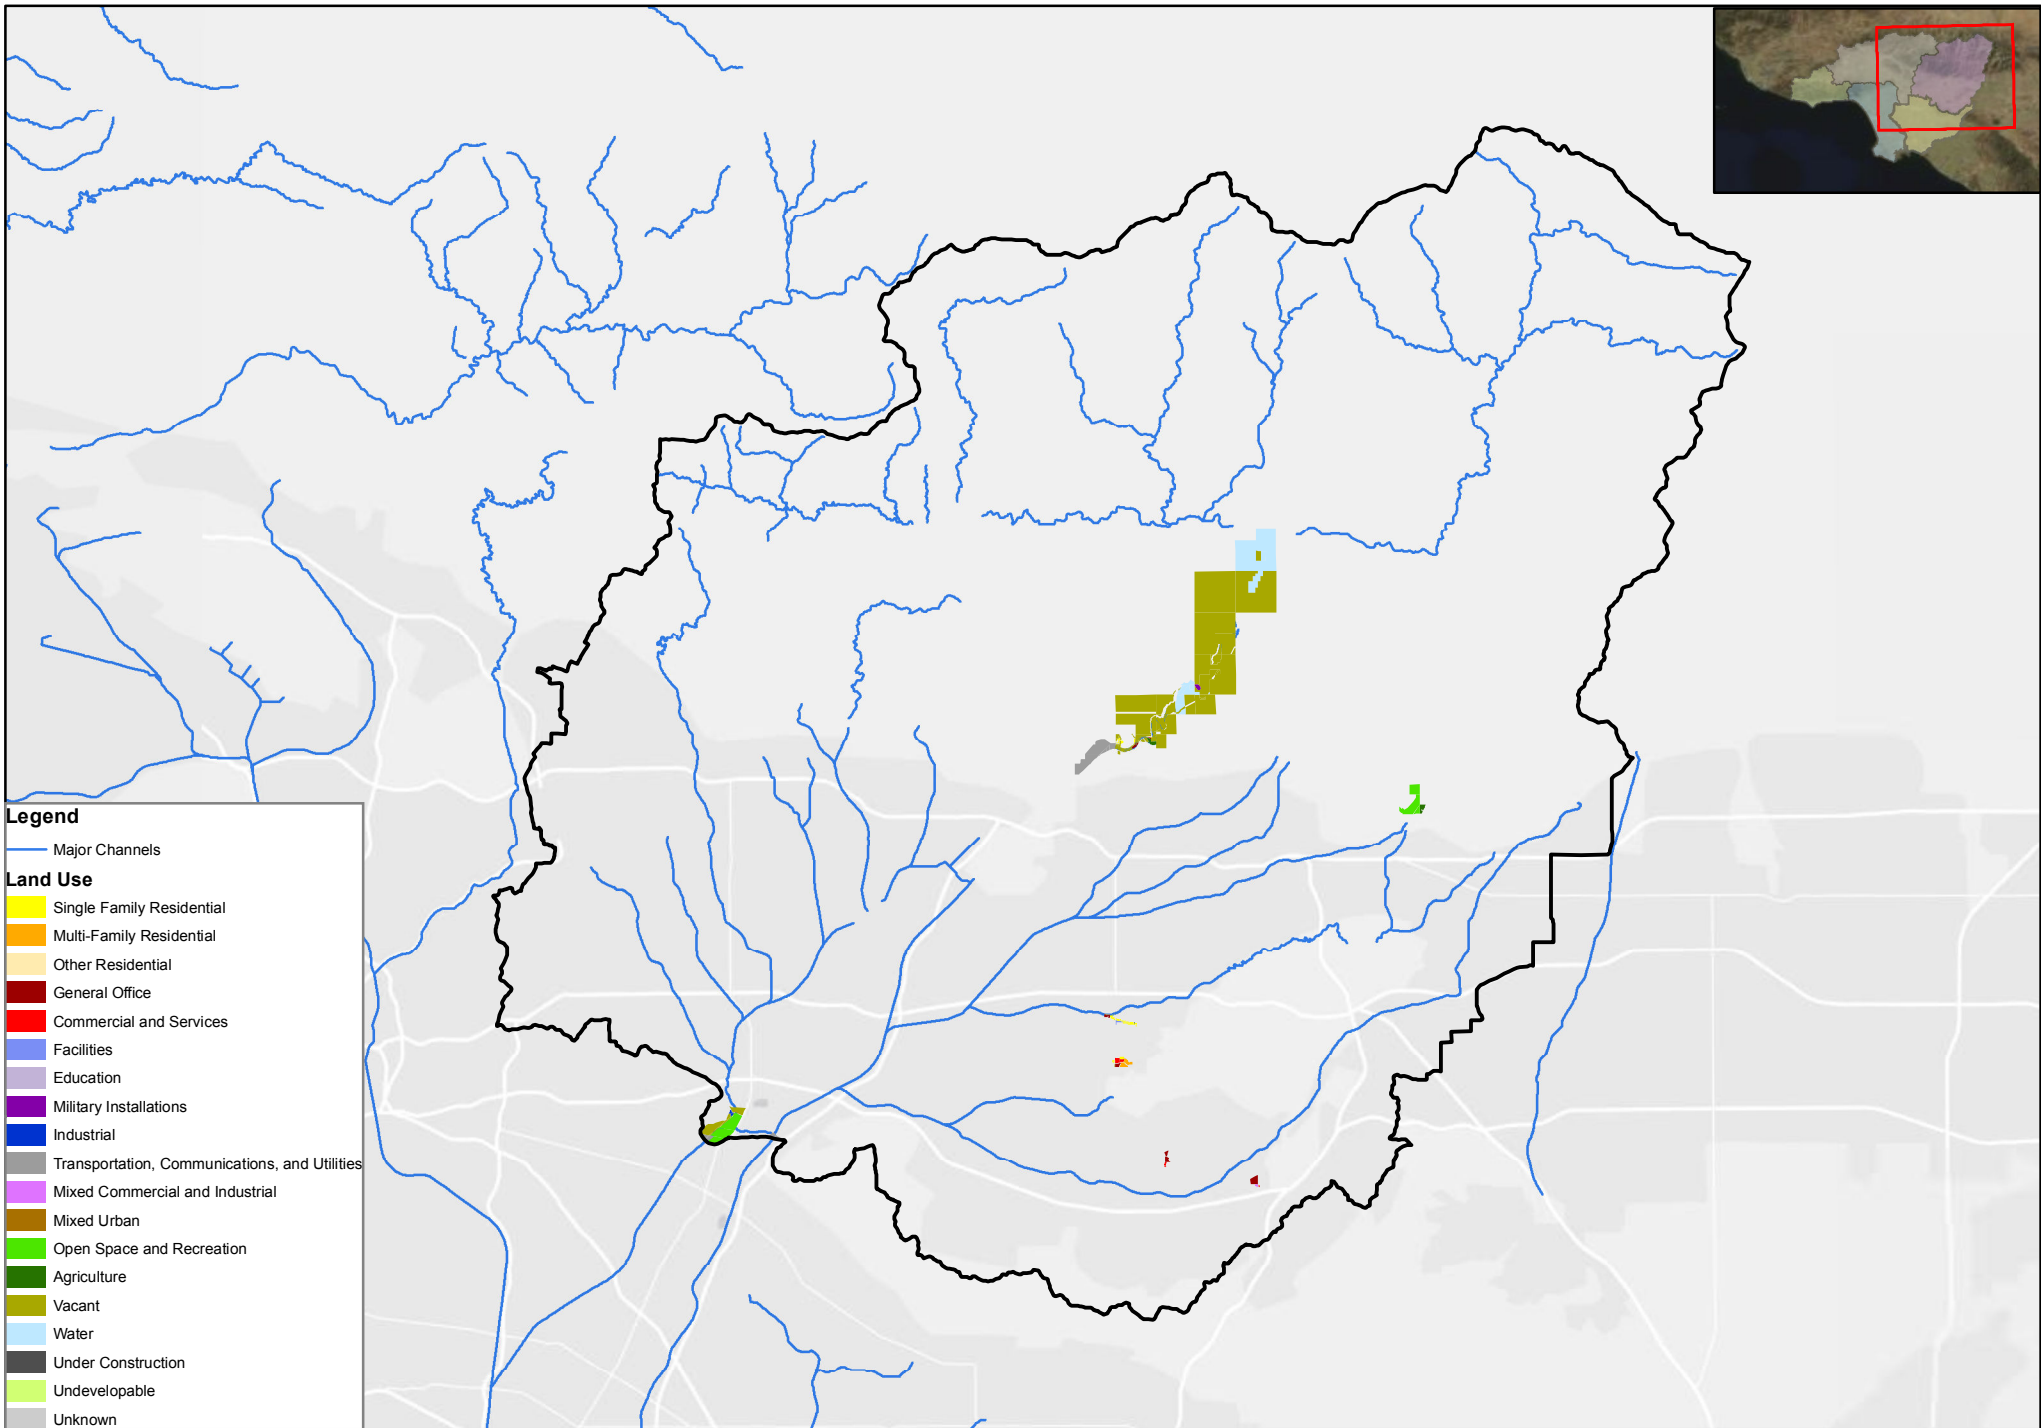 Legend
Major Channels
Land Use
Single Family Residential
Multi-Family Residential
Other Residential
General Office
Commercial and Services
Facilities
Education
Military Installations
Industrial
Transportation, Communications, and Utilities
Mixed Commercial and Industrial
Mixed Urban
Open Space and Recreation
Agriculture
Vacant
Water
Under Construction
Undevelopable
Unknown